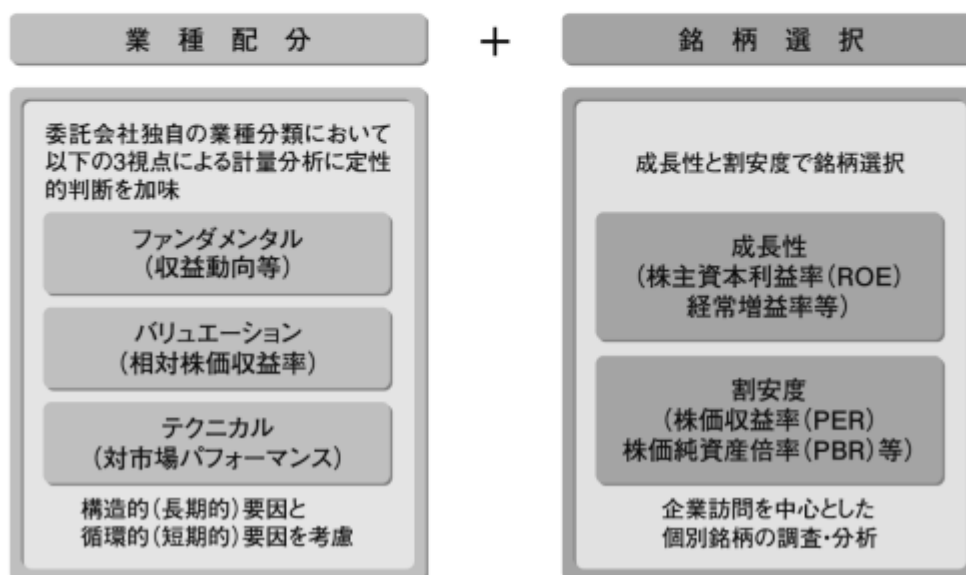 業種配分
+
銘柄選択
委託会社独自の業種分類において
以下の3視点による計量分析に定性
的判断を加味
ファンダメンタル
(収益動向等)
バリュエーション
(相対株価収益率)
テクニカル
(対市場パフォーマンス)
構造的(長期的)要因と
循環的(短期的)要因を考慮
成長性と割安度で銘柄選択
成長性
(株主資本利益率(ROE)
経常増益率等)
割安度
(株価収益率(PER)
株価純資産倍率(PBR)等)
企業訪問を中心とした
個別銘柄の調査・分析